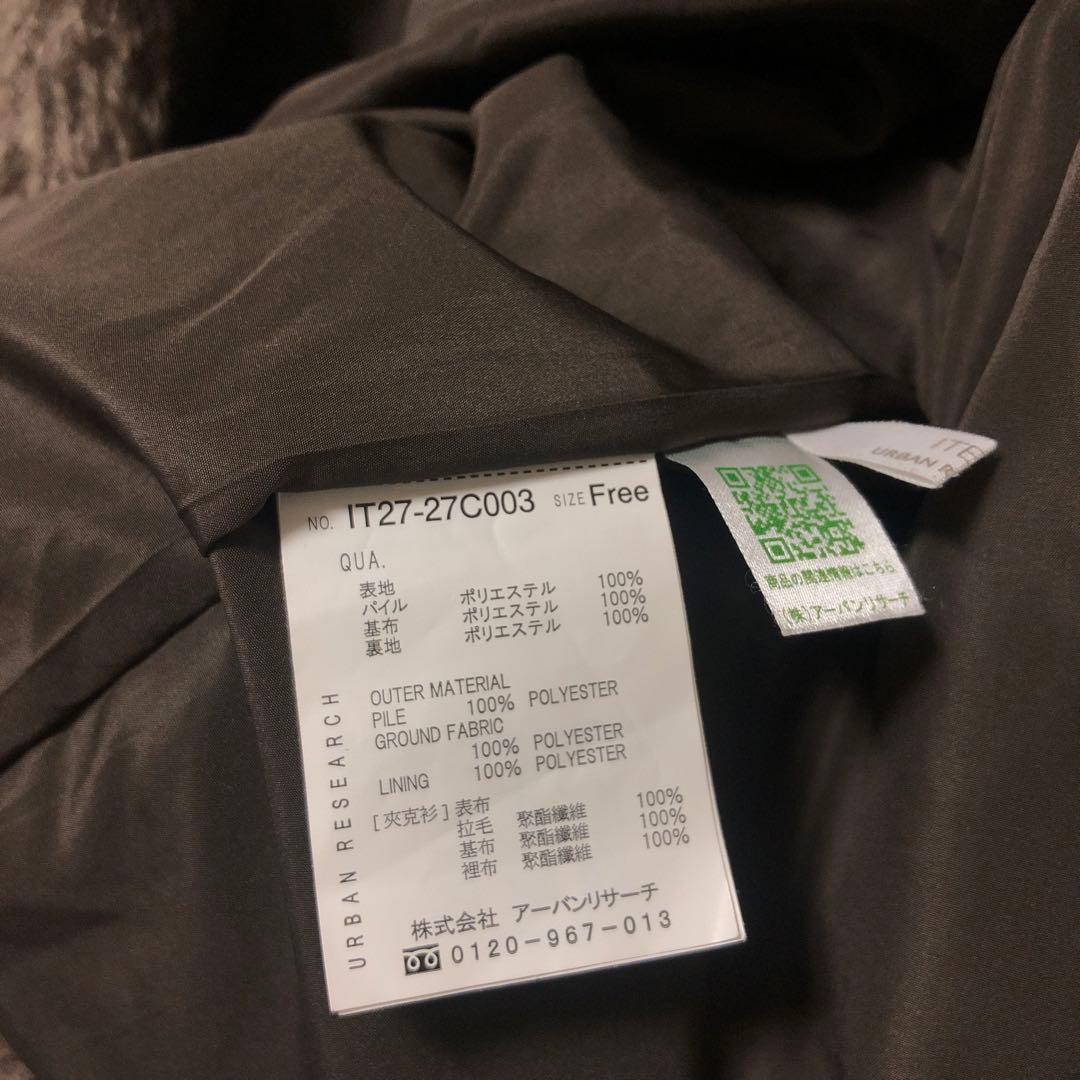 NO. IT27-27C003 SIZE Free
QUA.
表地
パイル ポリエステル 100%
基布 ポリエステル 100%
裏地 ポリエステル 100%
OUTER MATERIAL
PILE 100% POLYESTER
GROUND FABRIC
100% POLYESTER
LINING 100% POLYESTER
[夾克衫] 表布
拉毛 聚酯纖維 100%
基布 聚酯纖維 100%
裡布 聚酯纖維 100%
株式会社 アーバンリサーチ
0120-967-013
URBAN RESEARCH
商品の関連情報はこちら
(株)アーバンリサーチ
ITE
URBAN R